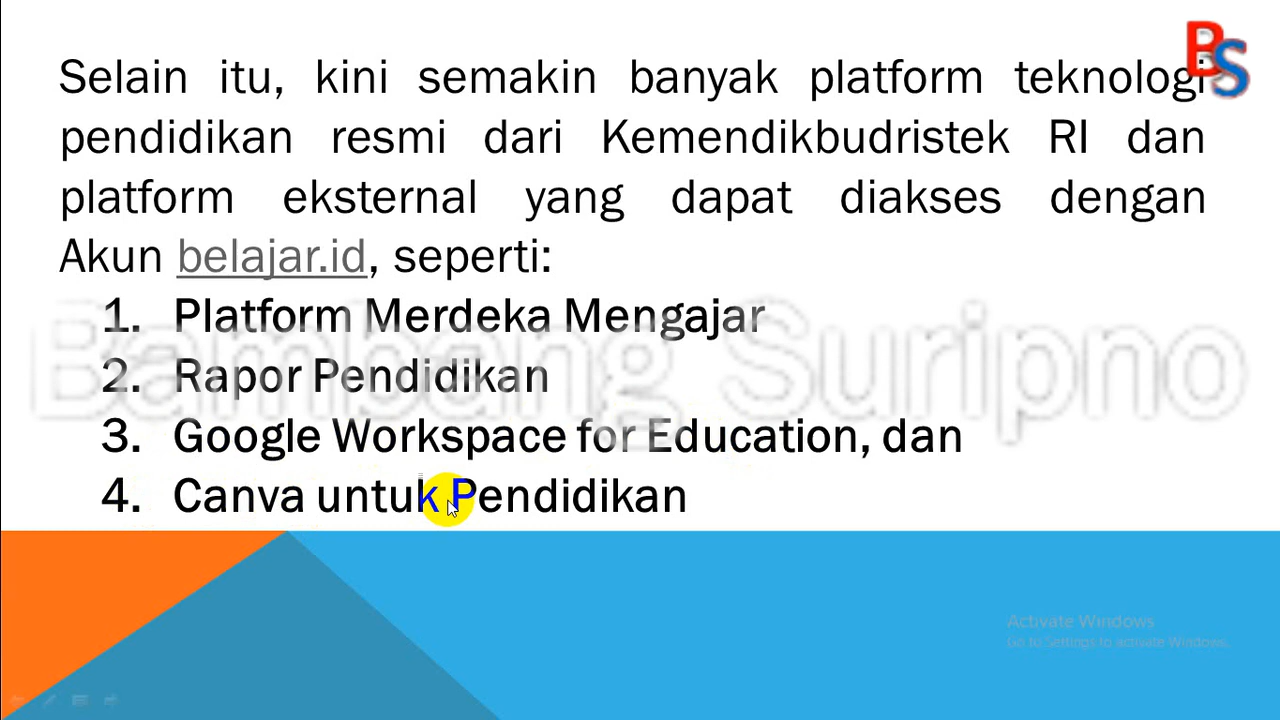 BS
Selain itu, kini semakin banyak platform teknologi
pendidikan resmi dari Kemendikbudristek RI dan
platform eksternal yang dapat diakses dengan
Akun belajar.id, seperti:
1. Platform Merdeka Mengajar
2. Rapor Pendidikan
Bambang Suripno
3. Google Workspace for Education, dan
4. Canva untuk Pendidikan
Activate Windows
Go to Settings to activate Windows.